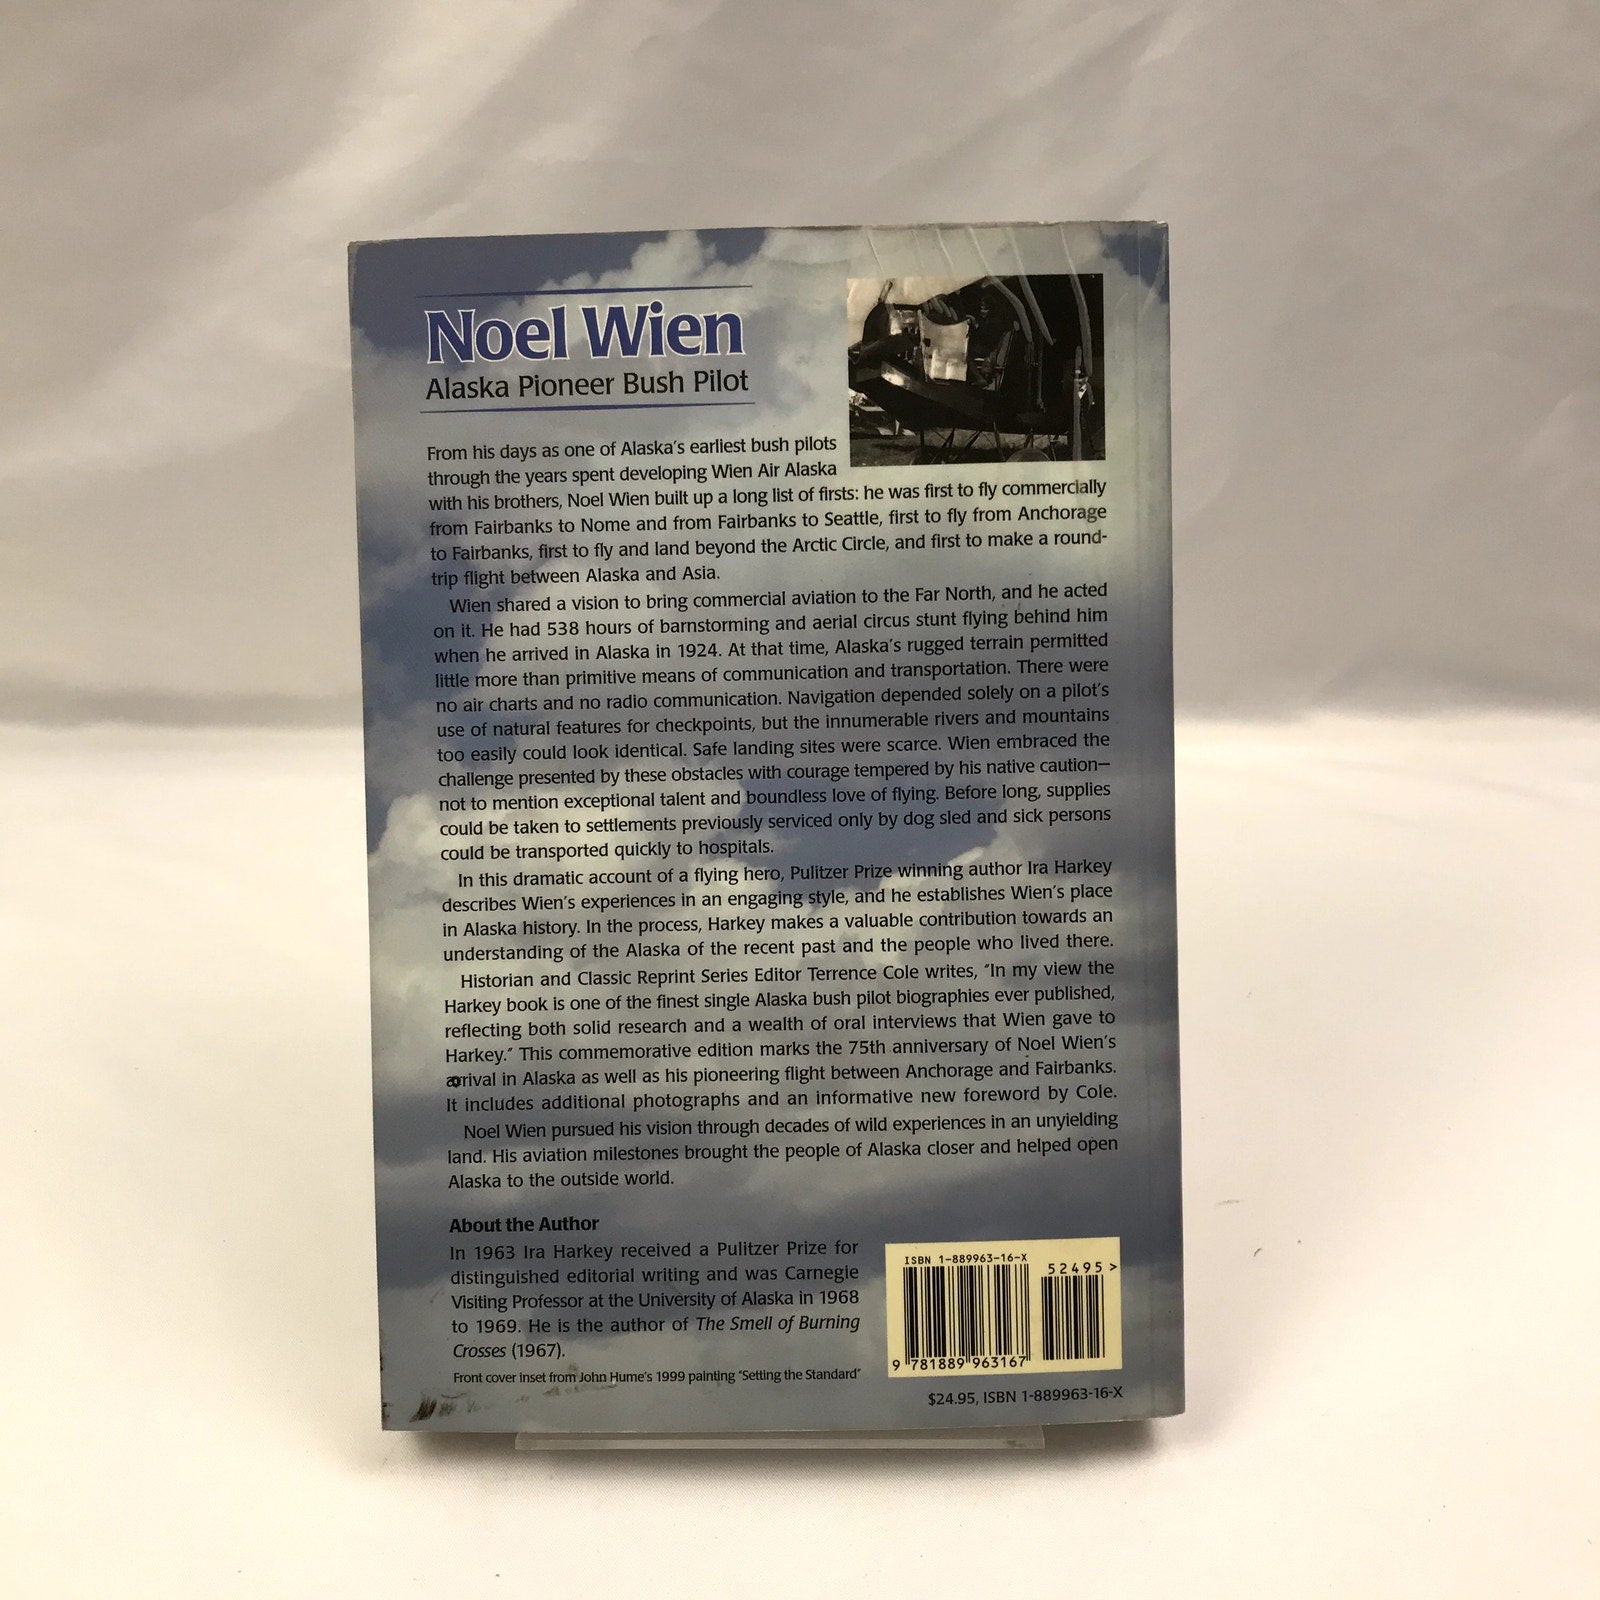 Noel Wien
Alaska Pioneer Bush Pilot
From his days as one of Alaska's earliest bush pilots
through the years spent developing Wien Air Alaska
with his brothers, Noel Wien built up a long list of firsts: he was first to fly commercially
from Fairbanks to Nome and from Fairbanks to Seattle, first to fly from Anchorage
to Fairbanks, first to fly and land beyond the Arctic Circle, and first to make a round-
trip flight between Alaska and Asia.
Wien shared a vision to bring commercial aviation to the Far North, and he acted
on it. He had 538 hours of barnstorming and aerial circus stunt flying behind him
when he arrived in Alaska in 1924. At that time, Alaska's rugged terrain permitted
little more than primitive means of communication and transportation. There were
no air charts and no radio communication. Navigation depended solely on a pilot's
use of natural features for checkpoints, but the innumerable rivers and mountains
too easily could look identical. Safe landing sites were scarce. Wien embraced the
challenge presented by these obstacles with courage tempered by his native caution—
not to mention exceptional talent and boundless love of flying. Before long, supplies
could be taken to settlements previously serviced only by dog sled and sick persons
could be transported quickly to hospitals.
In this dramatic account of a flying hero, Pulitzer Prize winning author Ira Harkey
describes Wien's experiences in an engaging style, and he establishes Wien's place
in Alaska history. In the process, Harkey makes a valuable contribution towards an
understanding of the Alaska of the recent past and the people who lived there.
Historian and Classic Reprint Series Editor Terrence Cole writes, "In my view the
Harkey book is one of the finest single Alaska bush pilot biographies ever published,
reflecting both solid research and a wealth of oral interviews that Wien gave to
Harkey." This commemorative edition marks the 75th anniversary of Noel Wien's
arrival in Alaska as well as his pioneering flight between Anchorage and Fairbanks.
It includes additional photographs and an informative new foreword by Cole.
Noel Wien pursued his vision through decades of wild experiences in an unyielding
land. His aviation milestones brought the people of Alaska closer and helped open
Alaska to the outside world.
About the Author
In 1963 Ira Harkey received a Pulitzer Prize for
distinguished editorial writing and was Carnegie
Visiting Professor at the University of Alaska in 1968
to 1969. He is the author of The Smell of Burning
Crosses (1967).
Front cover inset from John Hume's 1999 painting "Setting the Standard"
ISBN 1-889963-16-X
52495>
9 781889 963167
$24.95, ISBN 1-889963-16-X